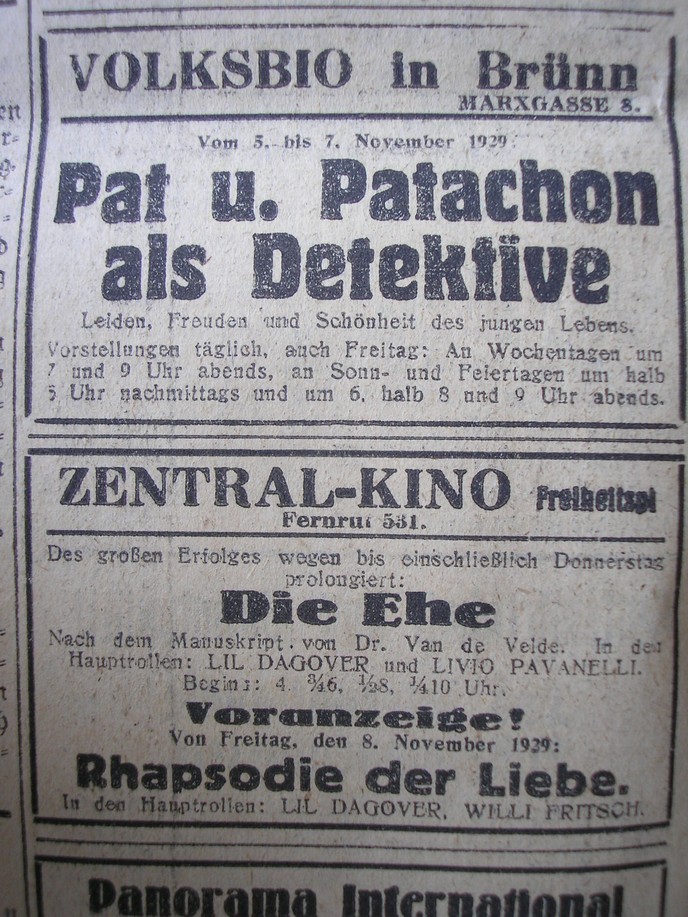 VOLKSBIO in Brünn
MARXGASSE 8.
Vom 5. bis 7. November 1929:
Pat u. Patachon
als Detektive
Leiden, Freuden und Schönheit des jungen Lebens.
Vorstellungen täglich, auch Freitag: An Wochentagen um
7 und 9 Uhr abends, an Sonn- und Feiertagen um halb
5 Uhr nachmittags und um 6, halb 8 und 9 Uhr abends.
ZENTRAL-KINO Freiheitspl
Fernruf 531.
Des großen Erfolges wegen bis einschließlich Donnerstag
prolongiert:
Die Ehe
Nach dem Manuskript von Dr. Van de Velde. In den
Hauptrollen: LIL DAGOVER und LIVIO PAVANELLI.
Beginn: 4, ¾6, ½8, ¼10 Uhr.
Voranzeige!
Von Freitag, den 8. November 1929:
Rhapsodie der Liebe.
In den Hauptrollen: LIL DAGOVER, WILLI FRITSCH.
Panorama International